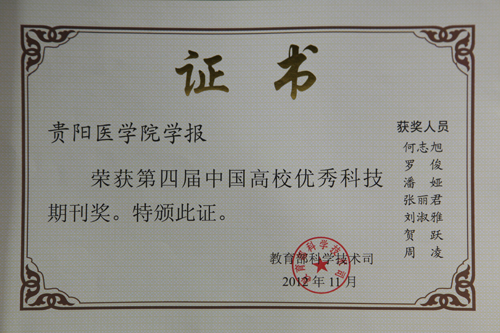 证书
贵阳医学院学报
荣获第四届中国高校优秀科技
期刊奖。特颁此证。
获奖人员
何志旭
罗俊
潘娅
张丽君
刘淑雅
贺跃
周凌
教育部科学技术司
2012年11月